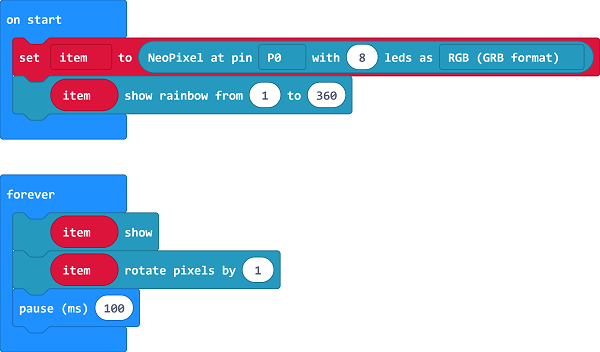 on start
set item to NeoPixel at pin P0 with 8 leds as RGB (GRB format)
item show rainbow from 1 to 360
forever
item show
item rotate pixels by 1
pause (ms) 100